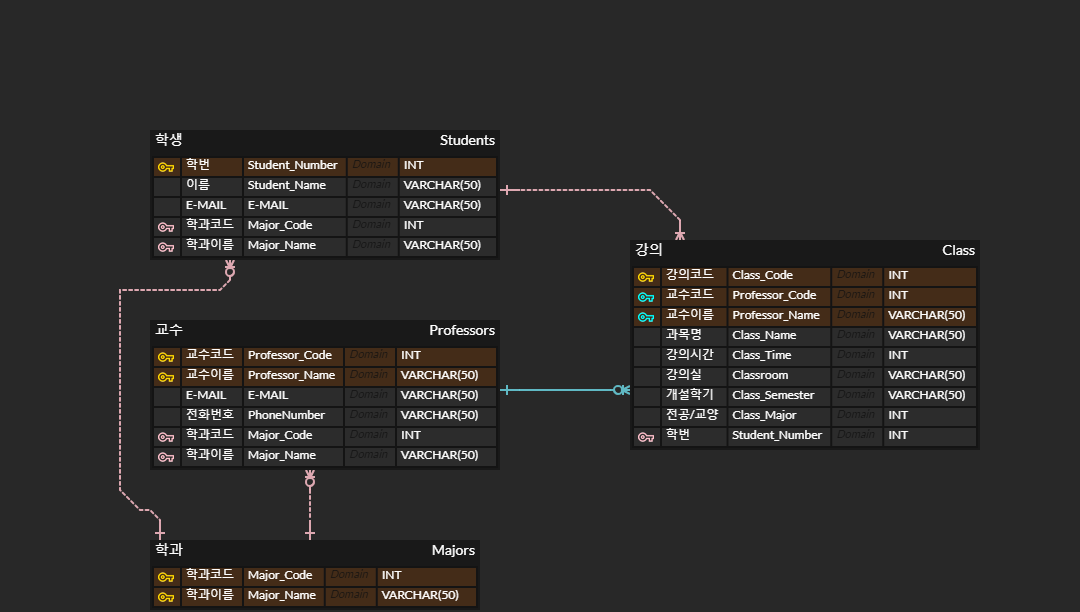 학생 Students
학번 Student_Number Domain INT
이름 Student_Name Domain VARCHAR(50)
E-MAIL E-MAIL Domain VARCHAR(50)
학과코드 Major_Code Domain INT
학과이름 Major_Name Domain VARCHAR(50)
강의 Class
강의코드 Class_Code Domain INT
교수코드 Professor_Code Domain INT
교수이름 Professor_Name Domain VARCHAR(50)
과목명 Class_Name Domain VARCHAR(50)
강의시간 Class_Time Domain INT
강의실 Classroom Domain VARCHAR(50)
개설학기 Class_Semester Domain VARCHAR(50)
전공/교양 Class_Major Domain INT
학번 Student_Number Domain INT
교수 Professors
교수코드 Professor_Code Domain INT
교수이름 Professor_Name Domain VARCHAR(50)
E-MAIL E-MAIL Domain VARCHAR(50)
전화번호 PhoneNumber Domain VARCHAR(50)
학과코드 Major_Code Domain INT
학과이름 Major_Name Domain VARCHAR(50)
학과 Majors
학과코드 Major_Code Domain INT
학과이름 Major_Name Domain VARCHAR(50)